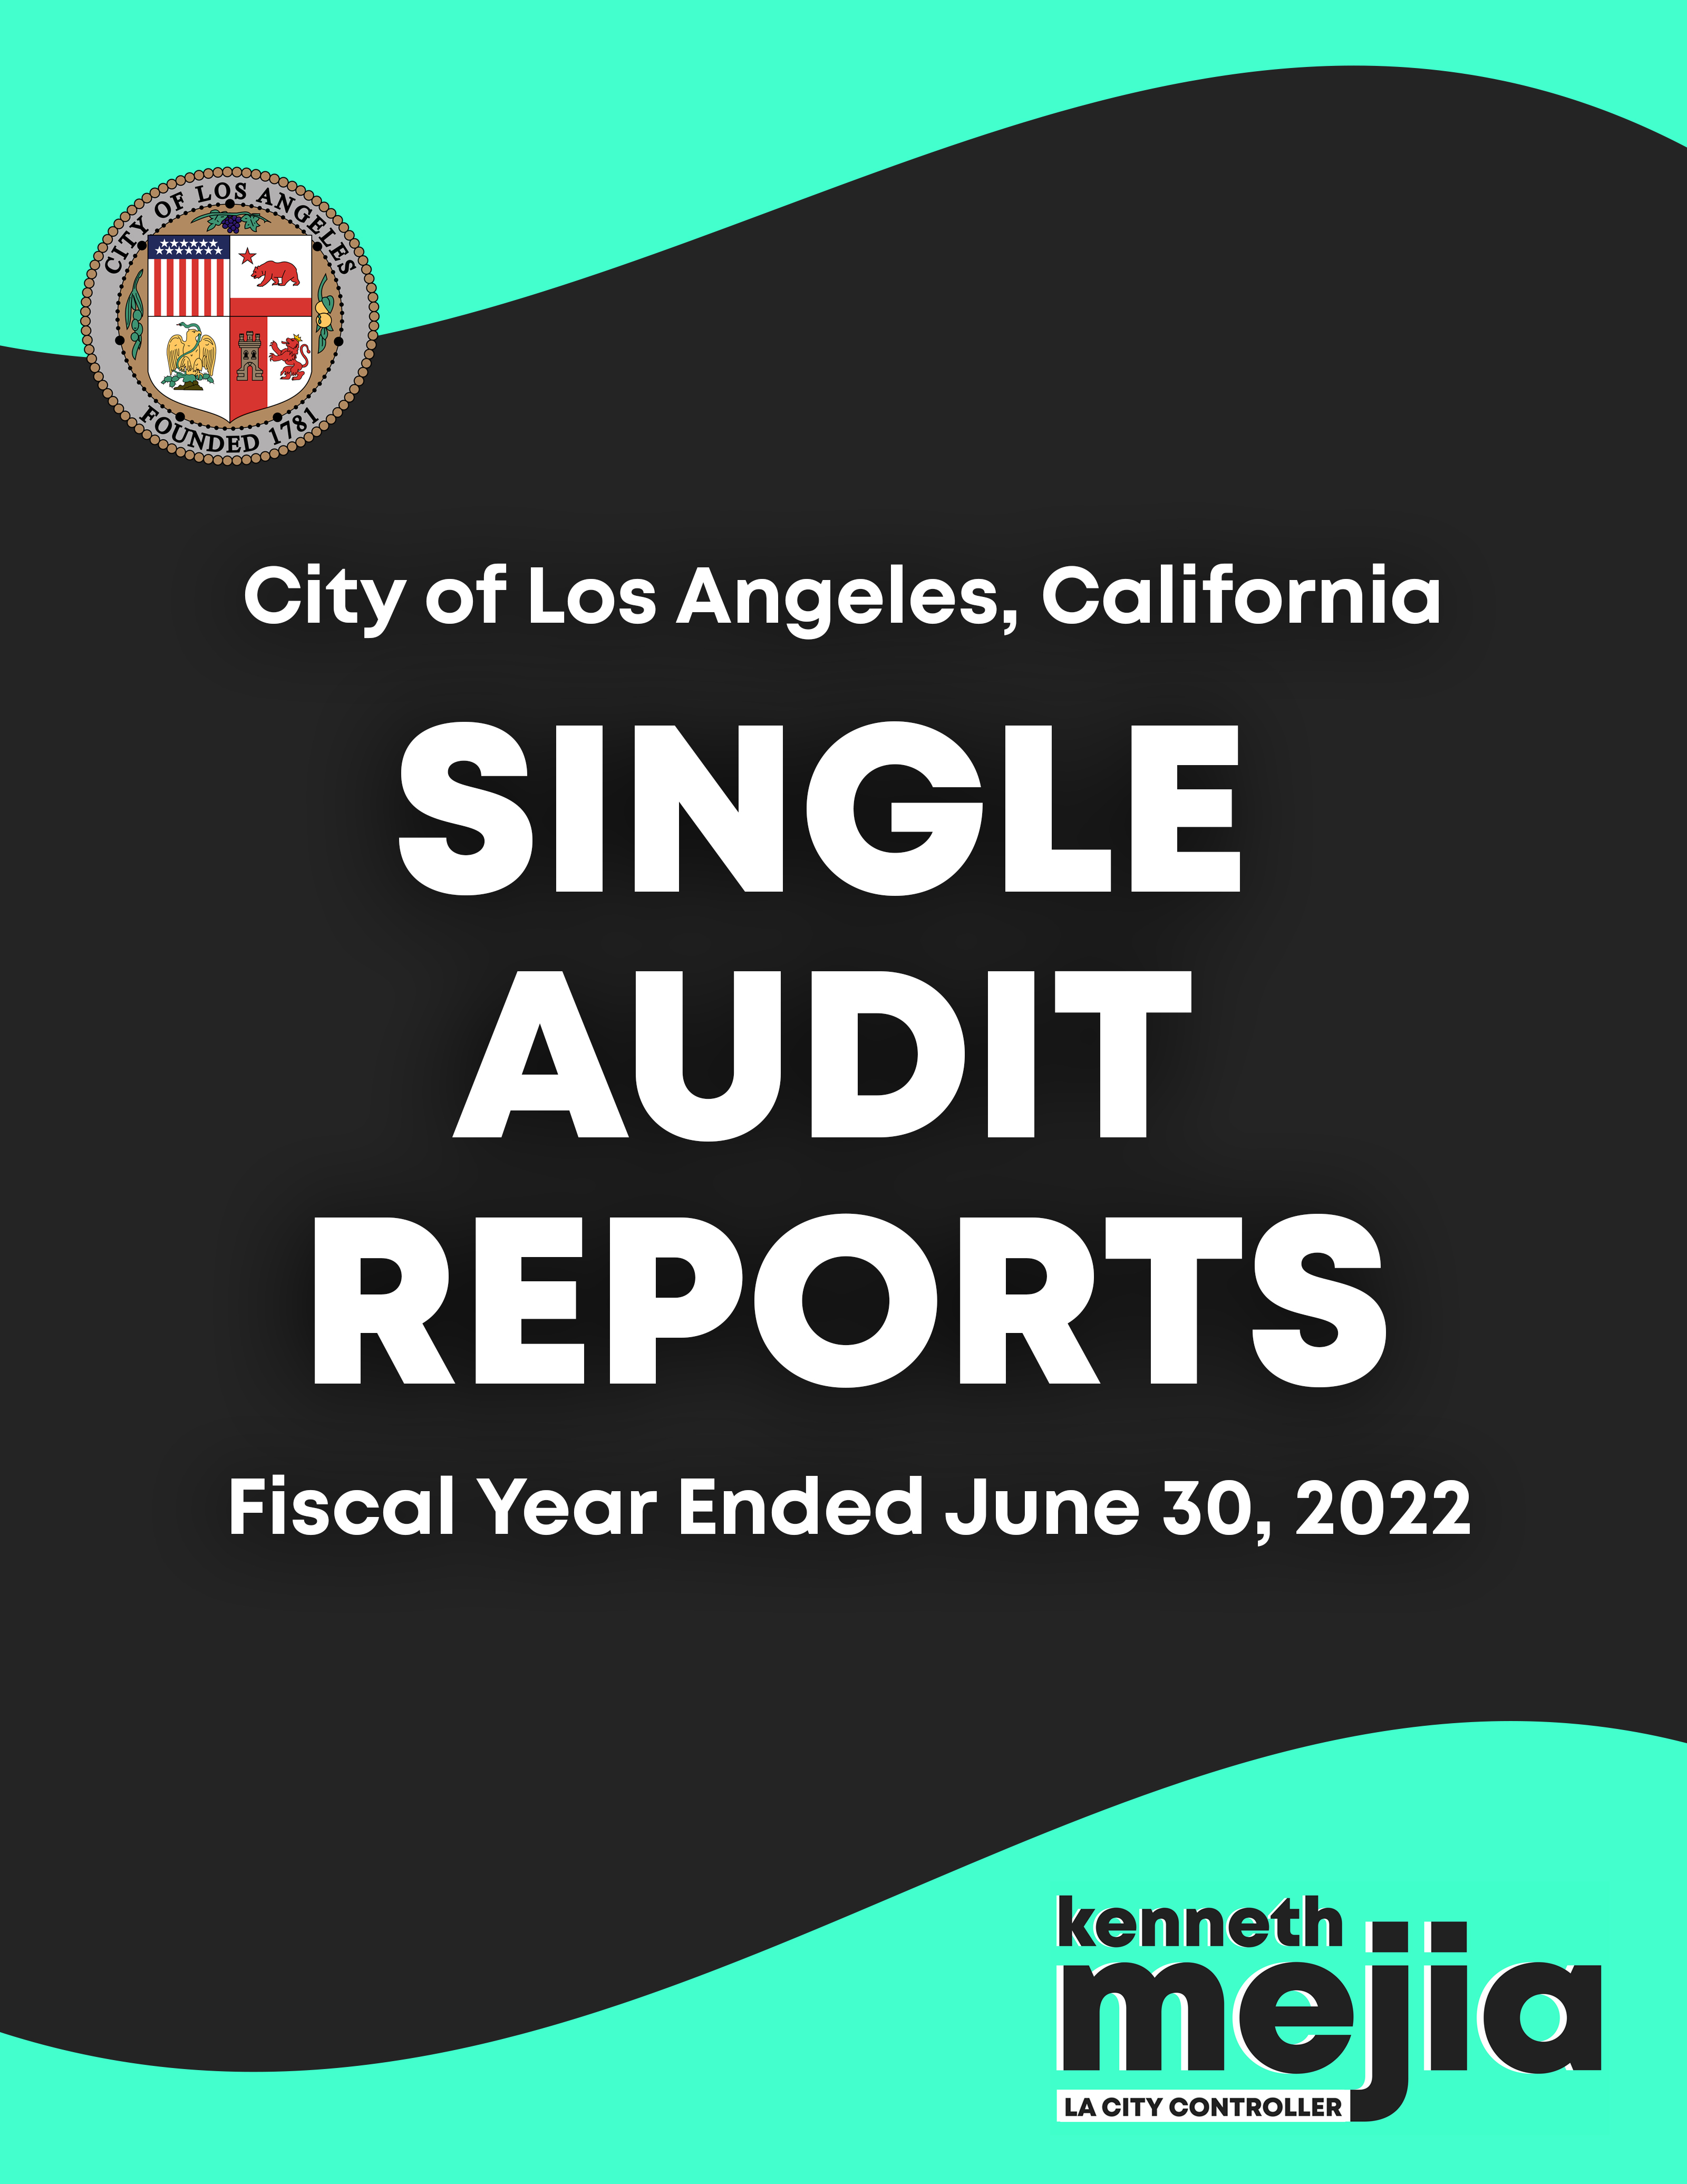 CITY OF LOS ANGELES
FOUNDED 1781
City of Los Angeles, California
SINGLE
AUDIT
REPORTS
Fiscal Year Ended June 30, 2022
kenneth
mejia
LA CITY CONTROLLER